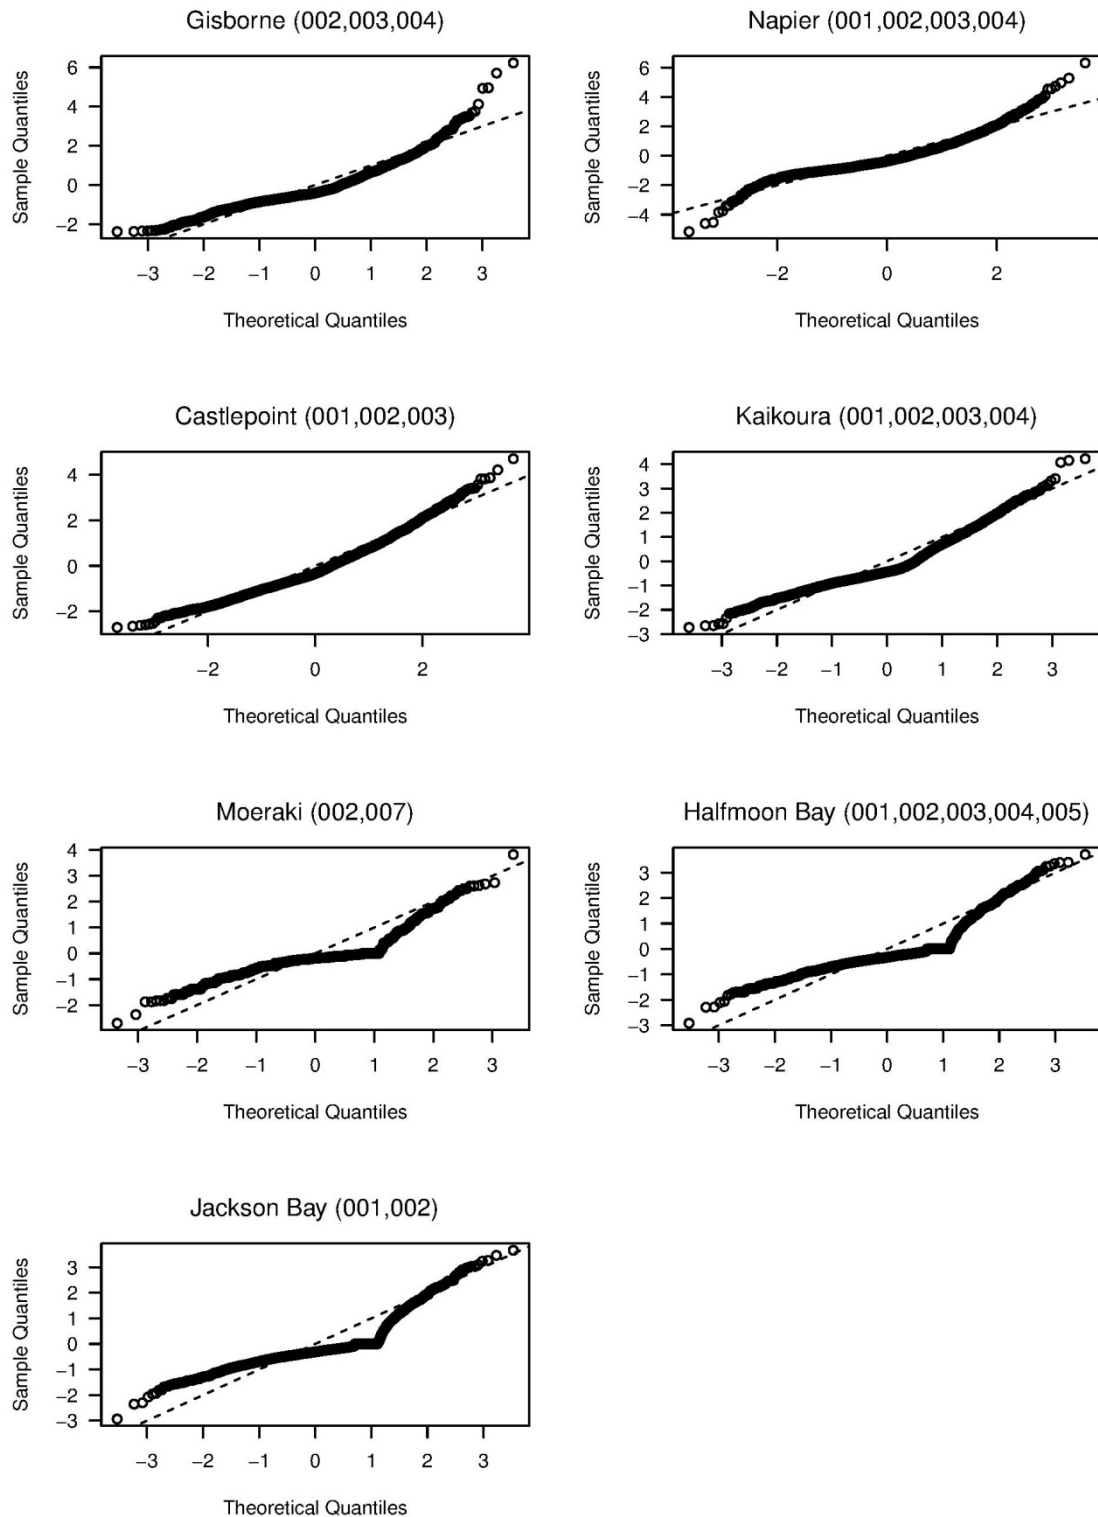 Gisborne (002,003,004)
Sample Quantiles
6
4
2
0
−2
−3 −2 −1 0 1 2 3
Theoretical Quantiles
Napier (001,002,003,004)
Sample Quantiles
6
4
2
0
−2
−4
−2 0 2
Theoretical Quantiles
Castlepoint (001,002,003)
Sample Quantiles
4
2
0
−2
−2 0 2
Theoretical Quantiles
Kaikoura (001,002,003,004)
Sample Quantiles
4
3
2
1
0
−1
−2
−3
−3 −2 −1 0 1 2 3
Theoretical Quantiles
Moeraki (002,007)
Sample Quantiles
4
3
2
1
0
−1
−2
−3 −2 −1 0 1 2 3
Theoretical Quantiles
Halfmoon Bay (001,002,003,004,005)
Sample Quantiles
3
2
1
0
−1
−2
−3
−3 −2 −1 0 1 2 3
Theoretical Quantiles
Jackson Bay (001,002)
Sample Quantiles
3
2
1
0
−1
−2
−3
−3 −2 −1 0 1 2 3
Theoretical Quantiles